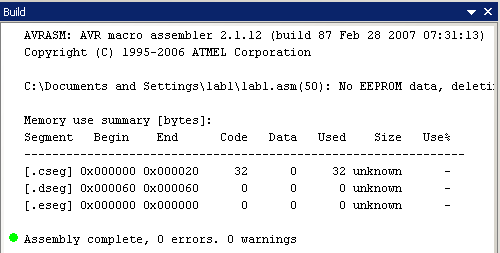 Build
AVRASM: AVR macro assembler 2.1.12 (build 87 Feb 28 2007 07:31:13)
Copyright (C) 1995-2006 ATMEL Corporation
C:\Documents and Settings\lab1\lab1.asm(50): No EEPROM data, deleti
Memory use summary [bytes]:
Segment Begin End Code Data Used Size Use%
---------------------------------------------------------------
[.cseg] 0x000000 0x000020 32 0 32 unknown -
[.dseg] 0x000060 0x000060 0 0 0 unknown -
[.eseg] 0x000000 0x000000 0 0 0 unknown -
Assembly complete, 0 errors. 0 warnings